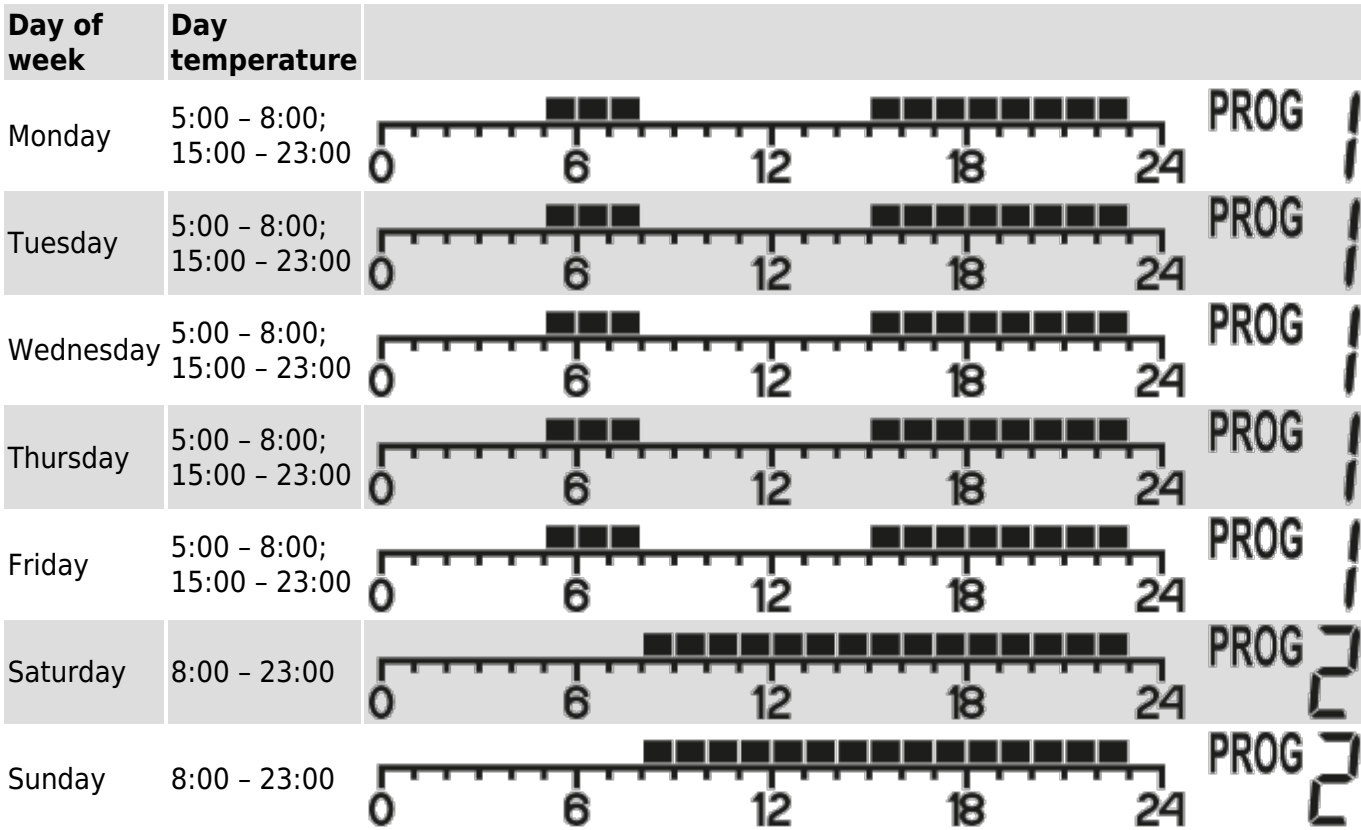 Day of
week
Day
temperature
Monday
5:00 – 8:00;
15:00 – 23:00
0 6 12 18 24
PROG 1
Tuesday
5:00 – 8:00;
15:00 – 23:00
0 6 12 18 24
PROG 1
Wednesday
5:00 – 8:00;
15:00 – 23:00
0 6 12 18 24
PROG 1
Thursday
5:00 – 8:00;
15:00 – 23:00
0 6 12 18 24
PROG 1
Friday
5:00 – 8:00;
15:00 – 23:00
0 6 12 18 24
PROG 1
Saturday
8:00 – 23:00
0 6 12 18 24
PROG 2
Sunday
8:00 – 23:00
0 6 12 18 24
PROG 2